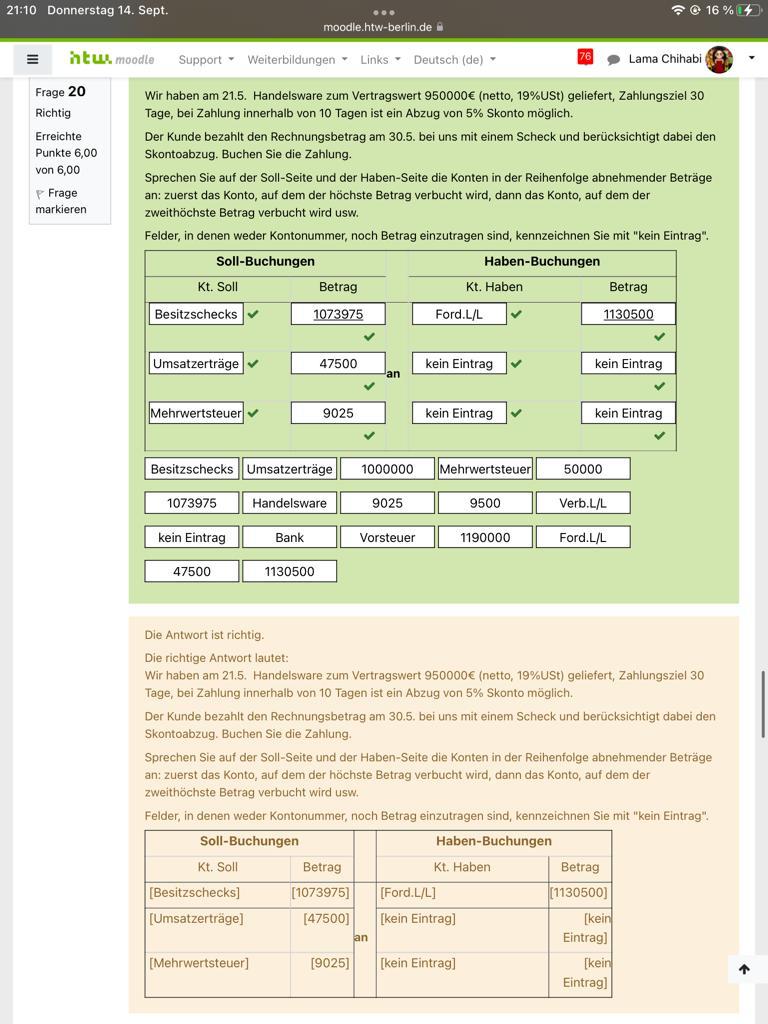 21:10 Donnerstag 14. Sept.
16 %
moodle.htw-berlin.de
htw. moodle
Support
Weiterbildungen
Links
Deutsch (de)
76
Lama Chihabi
Frage 20
Richtig
Erreichte
Punkte 6,00
von 6,00
Frage
markieren
Wir haben am 21.5. Handelsware zum Vertragswert 950000€ (netto, 19%USt) geliefert, Zahlungsziel 30
Tage, bei Zahlung innerhalb von 10 Tagen ist ein Abzug von 5% Skonto möglich.
Der Kunde bezahlt den Rechnungsbetrag am 30.5. bei uns mit einem Scheck und berücksichtigt dabei den
Skontoabzug. Buchen Sie die Zahlung.
Sprechen Sie auf der Soll-Seite und der Haben-Seite die Konten in der Reihenfolge abnehmender Beträge
an: zuerst das Konto, auf dem der höchste Betrag verbucht wird, dann das Konto, auf dem der
zweithöchste Betrag verbucht wird usw.
Felder, in denen weder Kontonummer, noch Betrag einzutragen sind, kennzeichnen Sie mit "kein Eintrag".
Soll-Buchungen Haben-Buchungen
Kt. Soll Betrag Kt. Haben Betrag
Besitzschecks 1073975 Ford.L/L 1130500
Umsatzerträge 47500 kein Eintrag kein Eintrag
an
Mehrwertsteuer 9025 kein Eintrag kein Eintrag
Besitzschecks Umsatzerträge 1000000 Mehrwertsteuer 50000
1073975 Handelsware 9025 9500 Verb.L/L
kein Eintrag Bank Vorsteuer 1190000 Ford.L/L
47500 1130500
Die Antwort ist richtig.
Die richtige Antwort lautet:
Wir haben am 21.5. Handelsware zum Vertragswert 950000€ (netto, 19%USt) geliefert, Zahlungsziel 30
Tage, bei Zahlung innerhalb von 10 Tagen ist ein Abzug von 5% Skonto möglich.
Der Kunde bezahlt den Rechnungsbetrag am 30.5. bei uns mit einem Scheck und berücksichtigt dabei den
Skontoabzug. Buchen Sie die Zahlung.
Sprechen Sie auf der Soll-Seite und der Haben-Seite die Konten in der Reihenfolge abnehmender Beträge
an: zuerst das Konto, auf dem der höchste Betrag verbucht wird, dann das Konto, auf dem der
zweithöchste Betrag verbucht wird usw.
Felder, in denen weder Kontonummer, noch Betrag einzutragen sind, kennzeichnen Sie mit "kein Eintrag".
Soll-Buchungen Haben-Buchungen
Kt. Soll Betrag Kt. Haben Betrag
[Besitzschecks] [1073975] [Ford.L/L] [1130500]
[Umsatzerträge] [47500] [kein Eintrag] [kein
Eintrag]
an
[Mehrwertsteuer] [9025] [kein Eintrag] [kein
Eintrag]